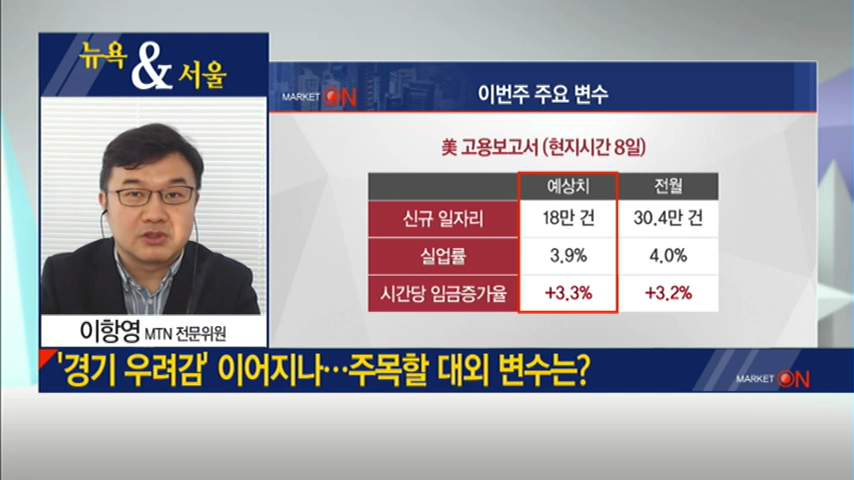 뉴욕
&
서울
MARKET ON
이번주 주요 변수
美 고용보고서 (현지시간 8일)
예상치 전월
신규 일자리 18만 건 30.4만 건
실업률 3.9% 4.0%
시간당 임금증가율 +3.3% +3.2%
이항영 MTN 전문위원
'경기 우려감' 이어지나…주목할 대외 변수는?
MARKET ON